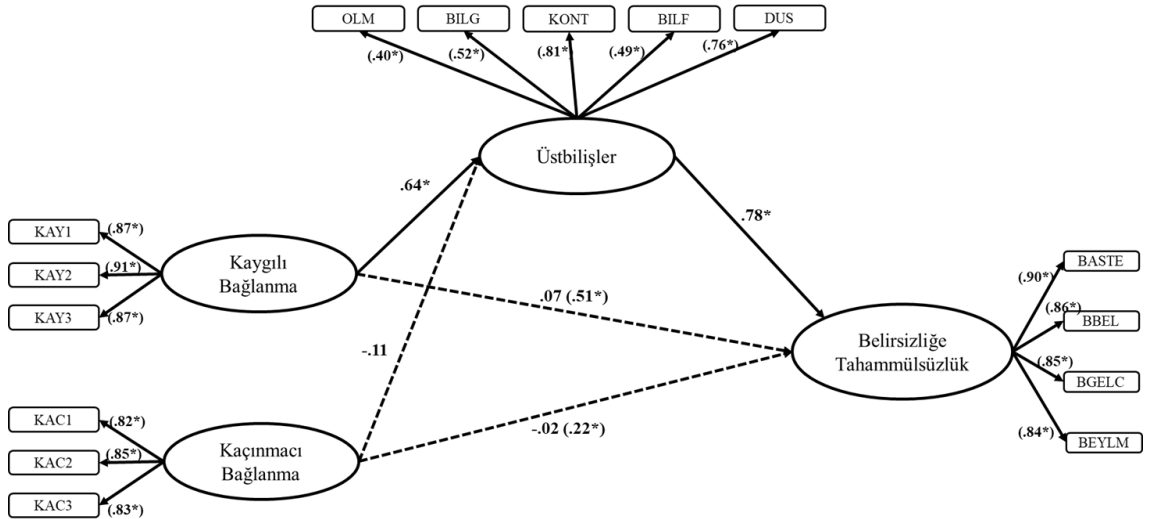 OLM
BILG
KONT
BILF
DUS
(.40*)
(.52*)
(.81*)
(.49*)
(.76*)
Üstbilişler
.64*
.78*
KAY1
(.87*)
KAY2
(.91*)
KAY3
(.87*)
Kaygılı
Bağlanma
.07 (.51*)
-.11
-.02 (.22*)
KAC1
(.82*)
KAC2
(.85*)
KAC3
(.83*)
Kaçınmacı
Bağlanma
Belirsizliğe
Tahammülsüzlük
(.90*)
BASTE
(.86*)
BBEL
(.85*)
BGELC
(.84*)
BEYLM